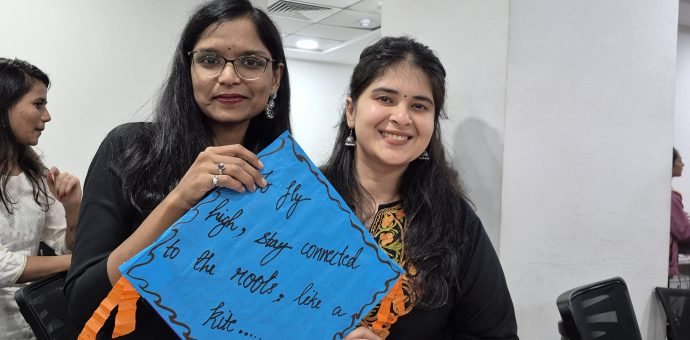 fly
high, stay connected
to the roots, like a
kite.....